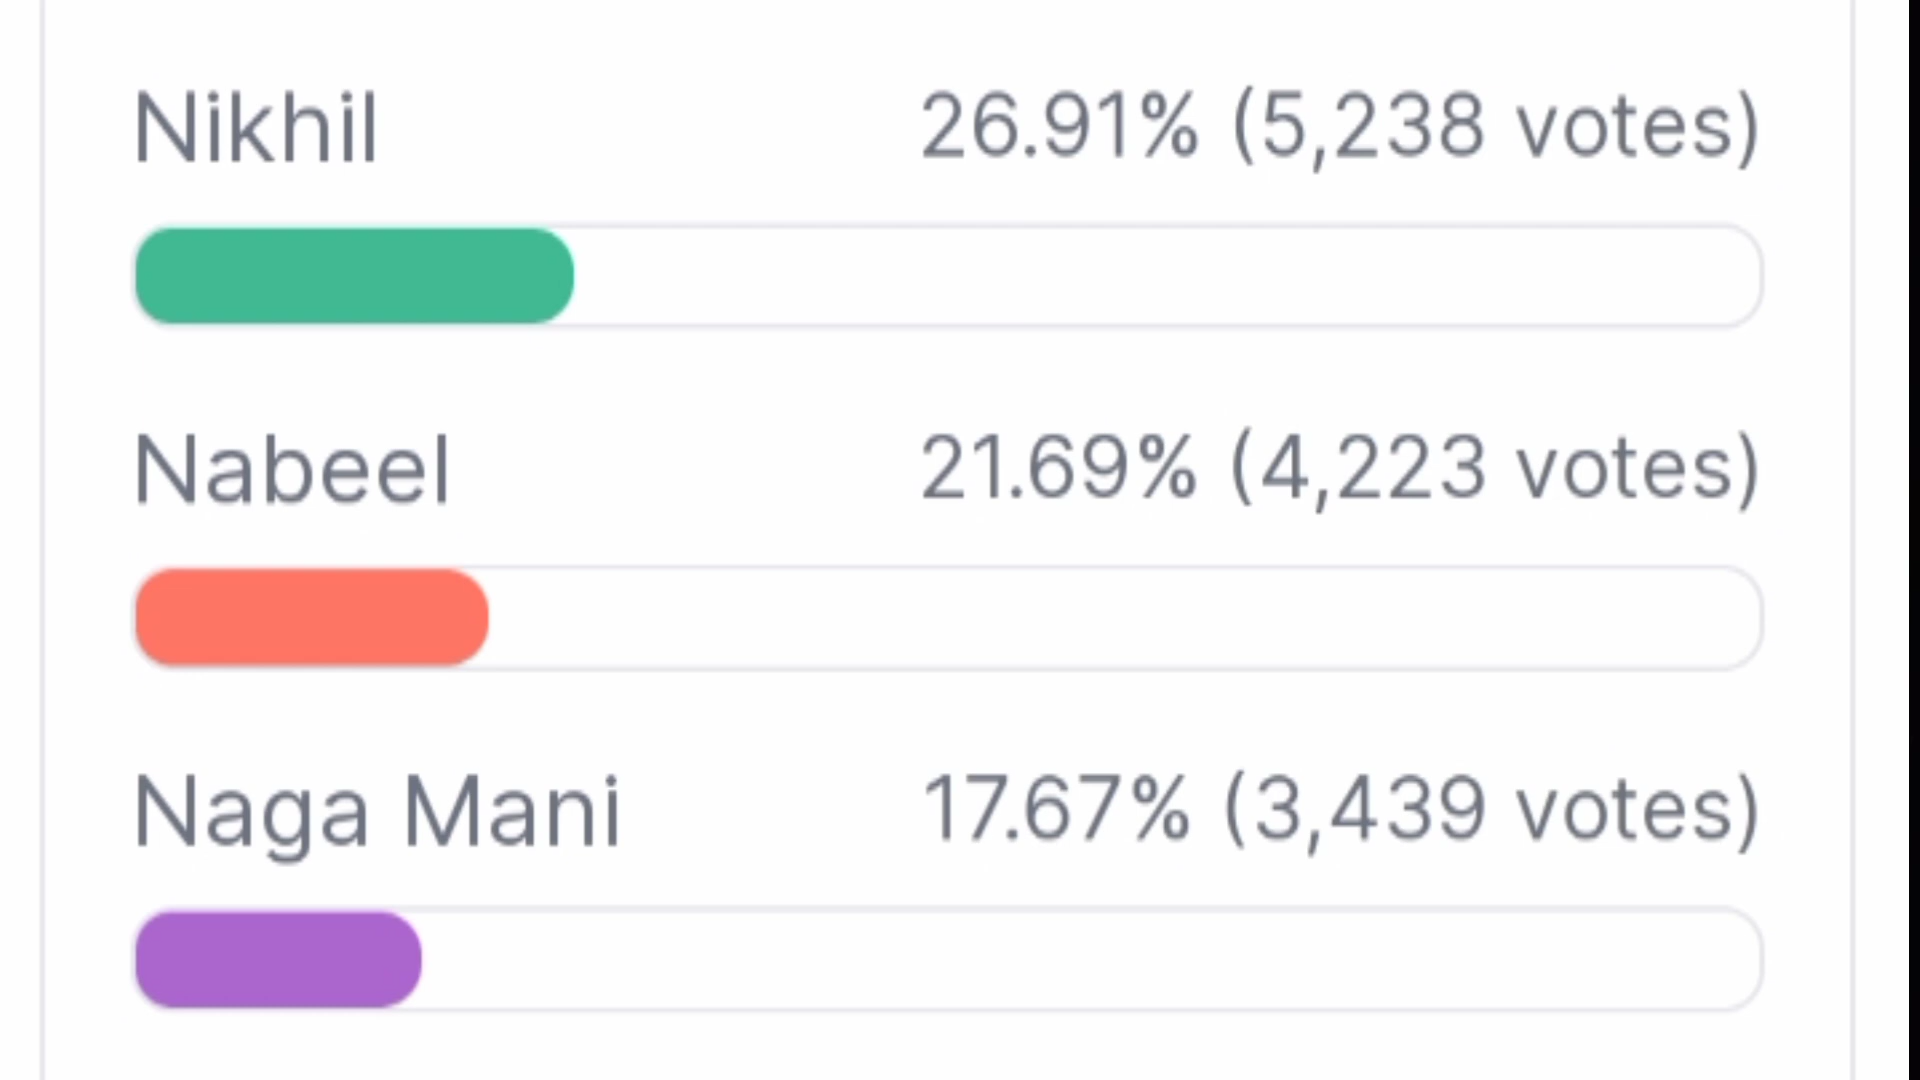 Nikhil 26.91% (5,238 votes)
Nabeel 21.69% (4,223 votes)
Naga Mani 17.67% (3,439 votes)